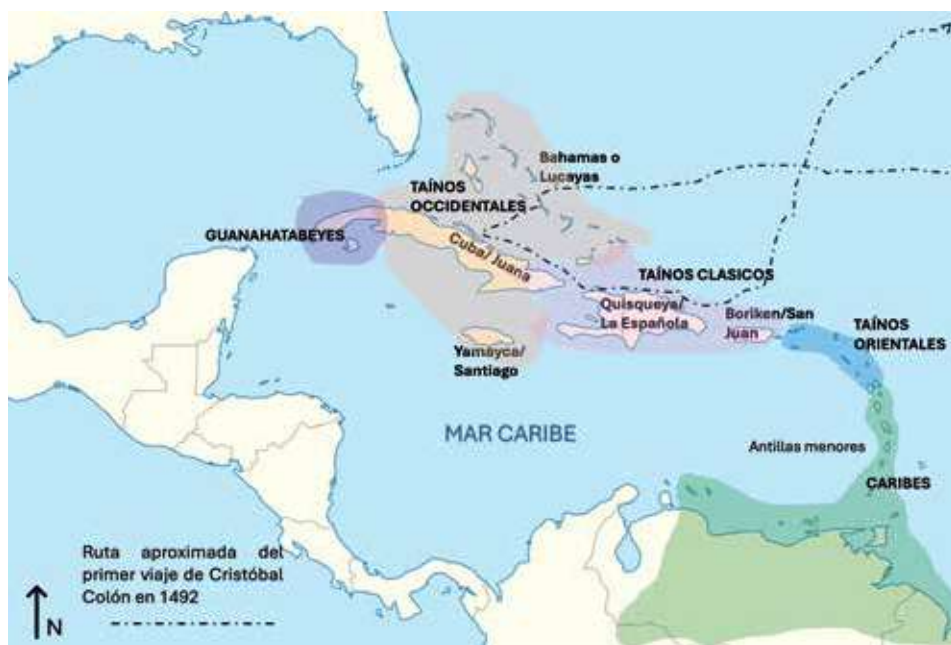 Bahamas o
Lucayas
TAÍNOS
OCCIDENTALES
GUANAHATABEYES
Cuba/ Juana
TAÍNOS CLASICOS
Quisqueya/
La Española
Boriken/San
Juan
TAÍNOS
ORIENTALES
Yamayca/
Santiago
MAR CARIBE
Antillas menores
CARIBES
Ruta aproximada del
primer viaje de Cristóbal
Colón en 1492
N